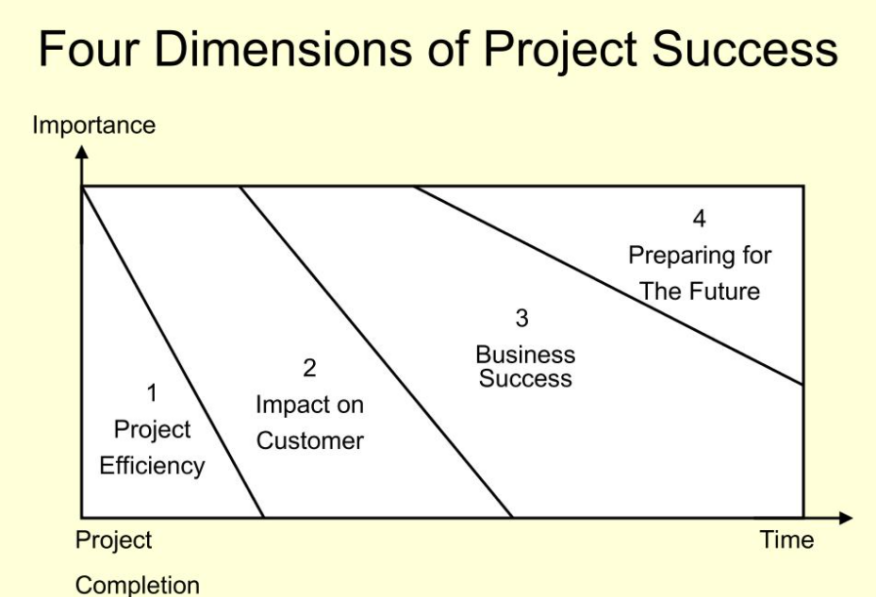 Four Dimensions of Project Success
Importance
4
Preparing for
The Future
3
Business
Success
2
Impact on
Customer
1
Project
Efficiency
Project
Completion
Time